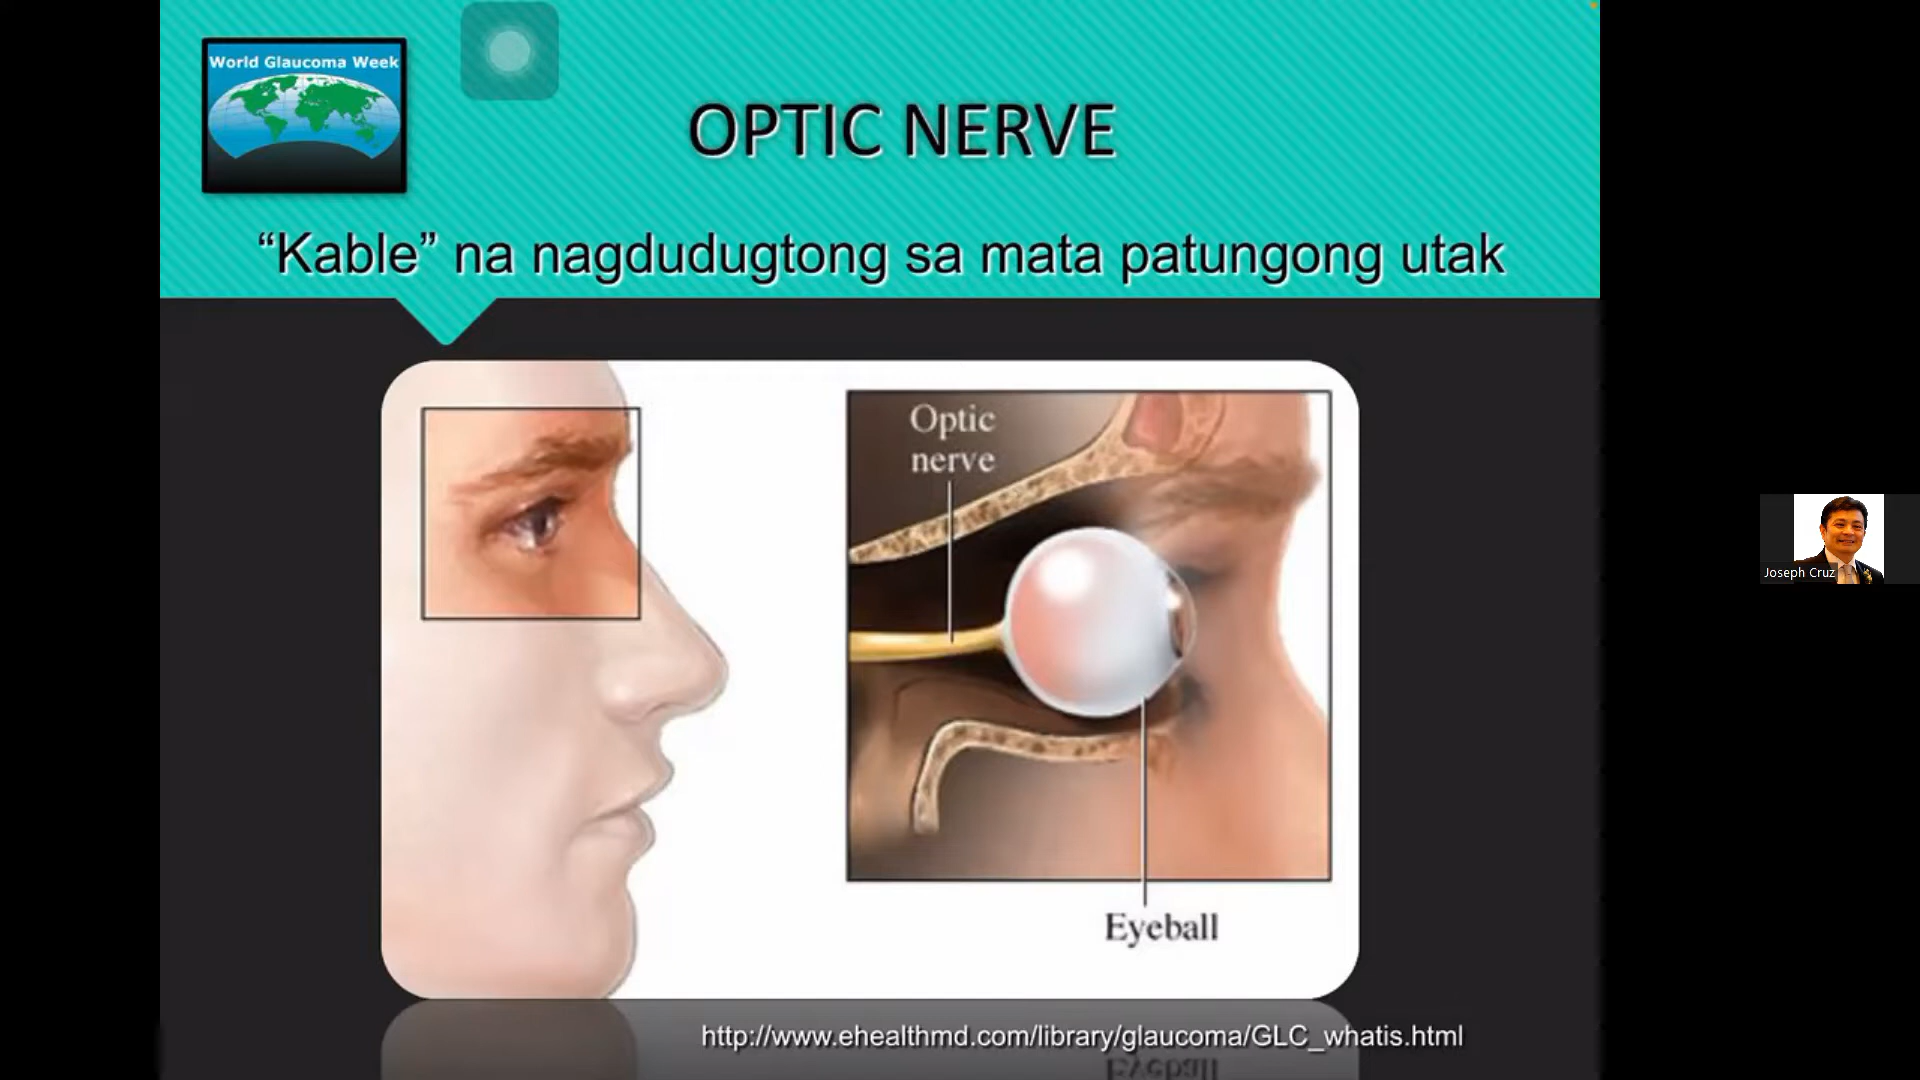 World Glaucoma Week
OPTIC NERVE
“Kable” na nagdudugtong sa mata patungong utak
Optic
nerve
Eyeball
Joseph Cruz
http://www.ehealthmd.com/library/glaucoma/GLC_whatis.html